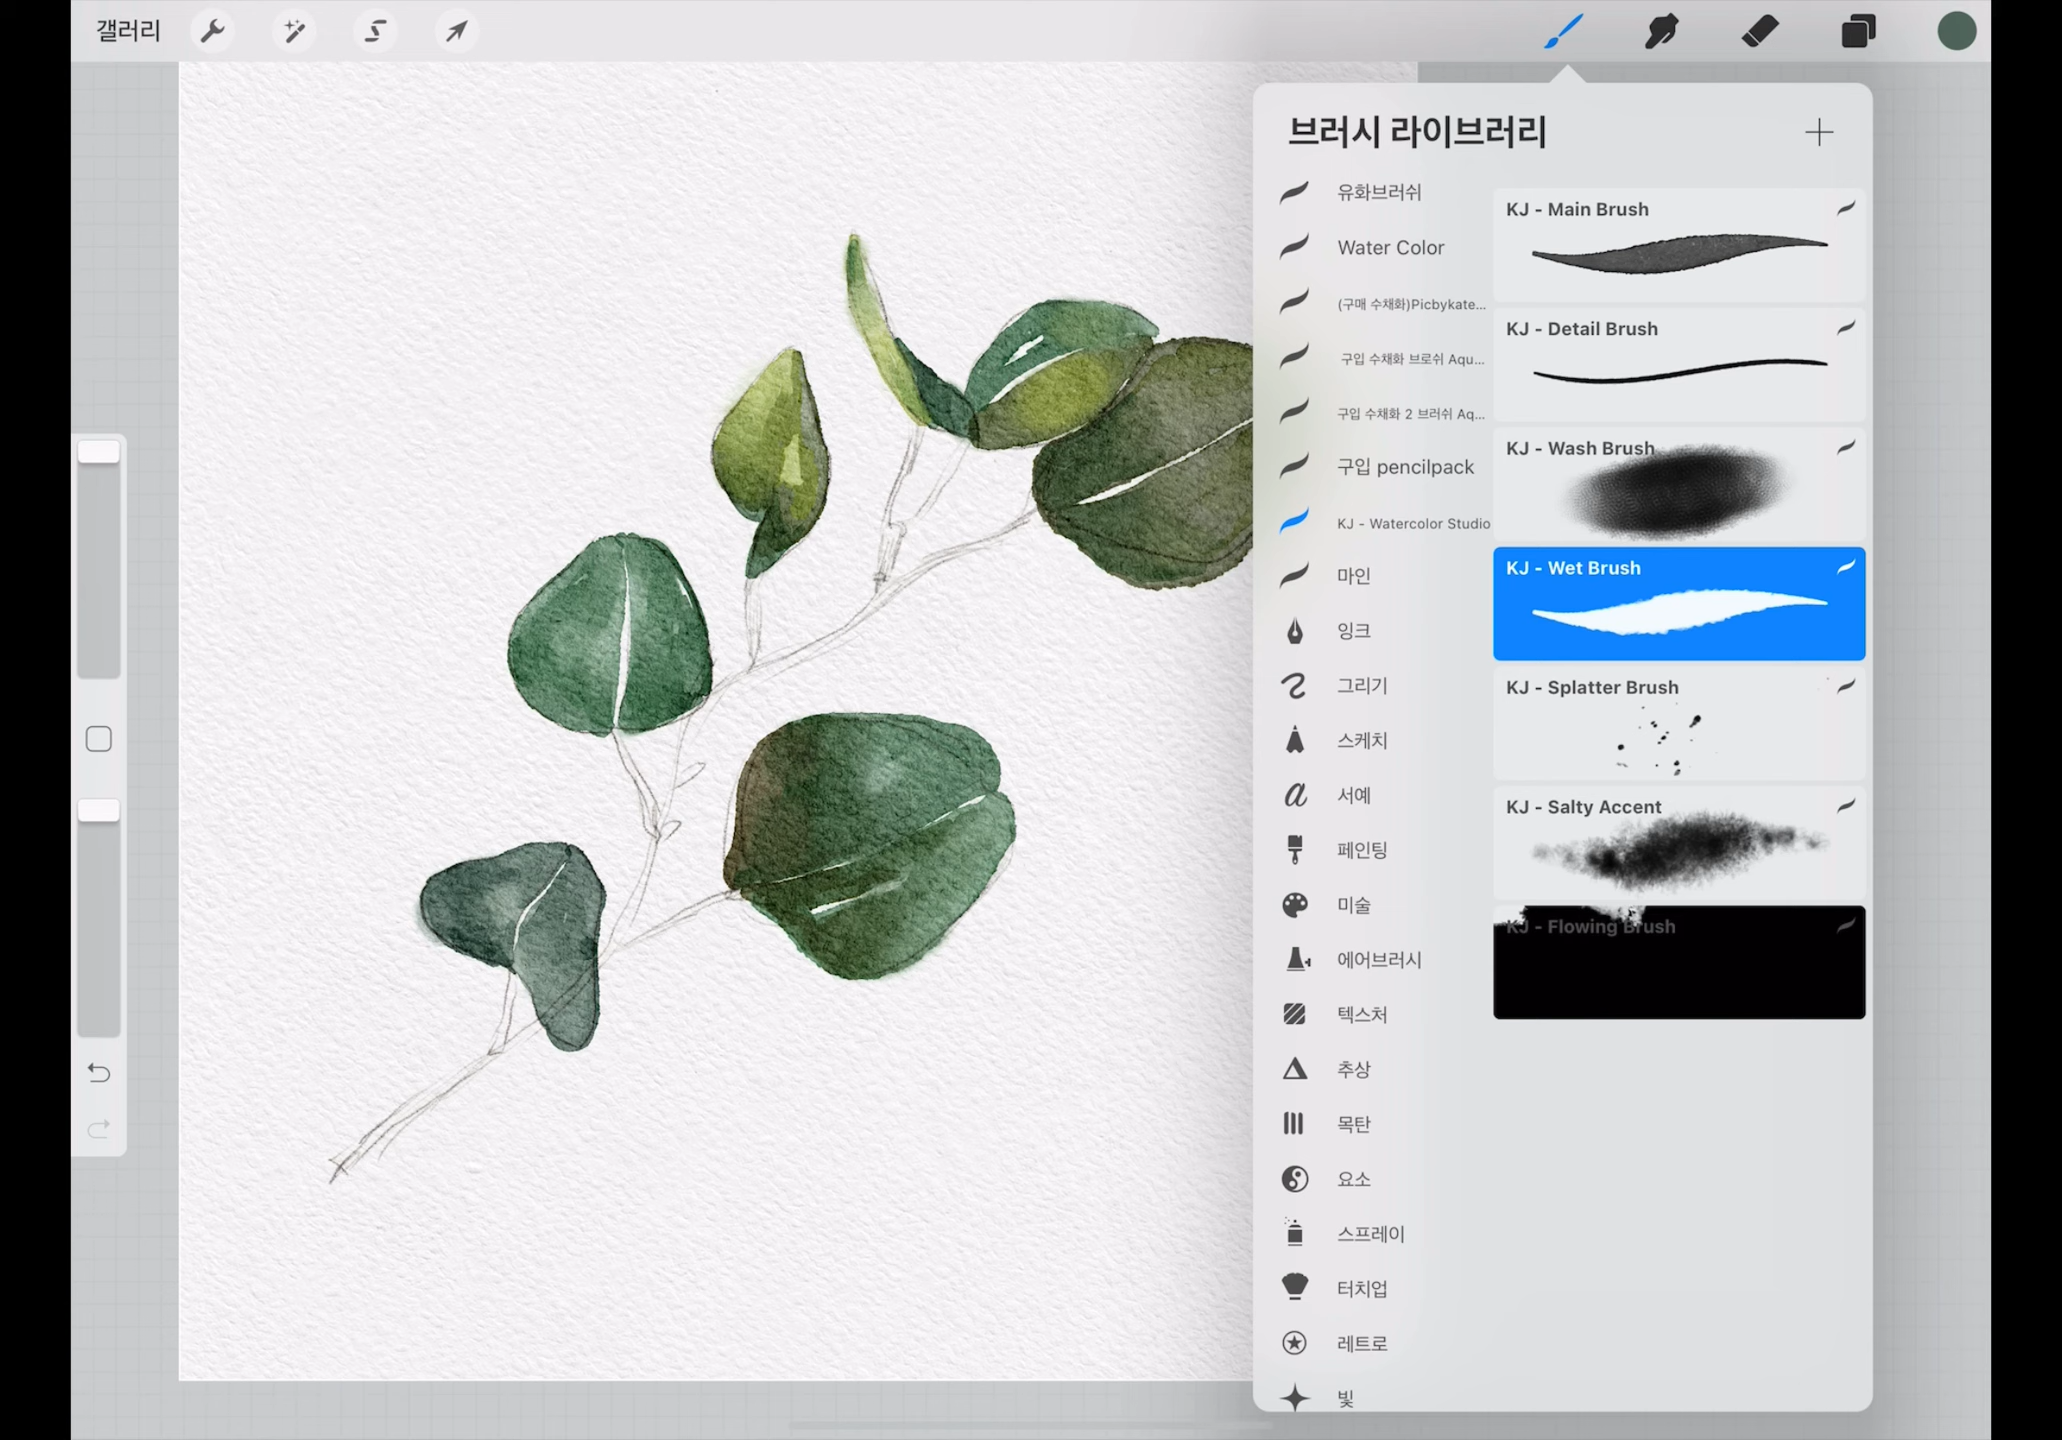 갤러리
브러시 라이브러리
유화브러쉬
Water Color
(구매 수채화)Picbykate...
구입 수채화 브로쉬 Aqu...
구입 수채화 2 브러쉬 Aq...
구입 pencilpack
KJ - Watercolor Studio
마인
잉크
그리기
스케치
서예
페인팅
미술
에어브러시
텍스처
추상
목탄
요소
스프레이
터치업
레트로
빛
KJ - Main Brush
KJ - Detail Brush
KJ - Wash Brush
KJ - Wet Brush
KJ - Splatter Brush
KJ - Salty Accent
KJ - Flowing Brush